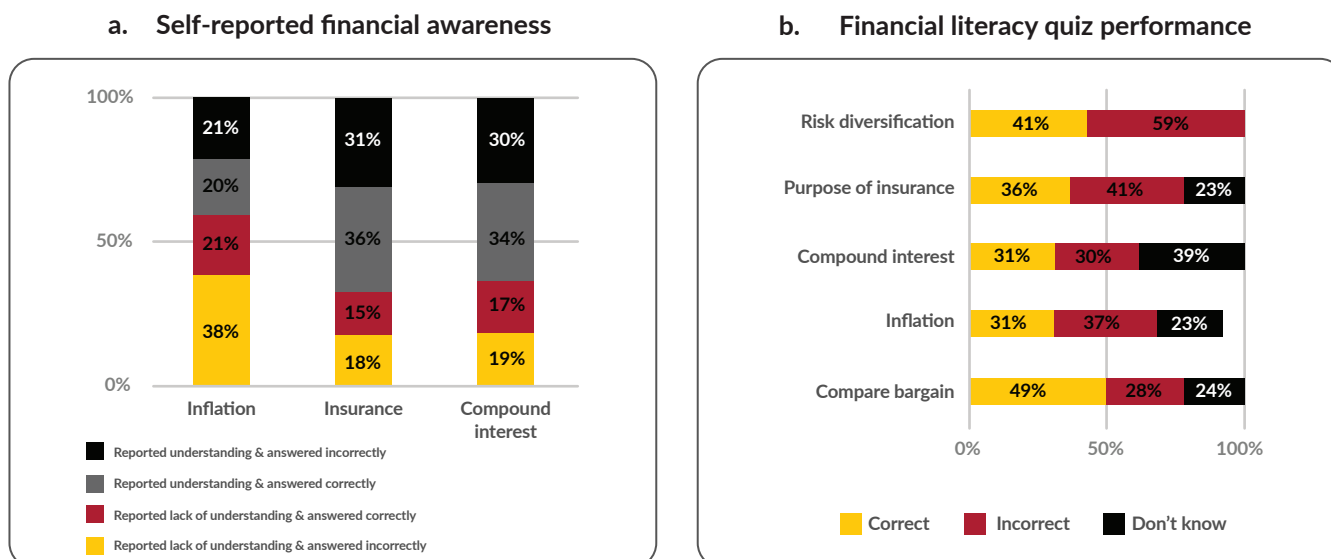 a. Self-reported financial awareness
100%
50%
0%
21%
20%
21%
38%
31%
36%
15%
18%
30%
34%
17%
19%
Inflation
Insurance
Compound
interest
Reported understanding & answered incorrectly
Reported understanding & answered correctly
Reported lack of understanding & answered correctly
Reported lack of understanding & answered incorrectly
b. Financial literacy quiz performance
Risk diversification
41% 59%
Purpose of insurance
36% 41% 23%
Compound interest
31% 30% 39%
Inflation
31% 37% 23%
Compare bargain
49% 28% 24%
0% 50% 100%
Correct Incorrect Don't know